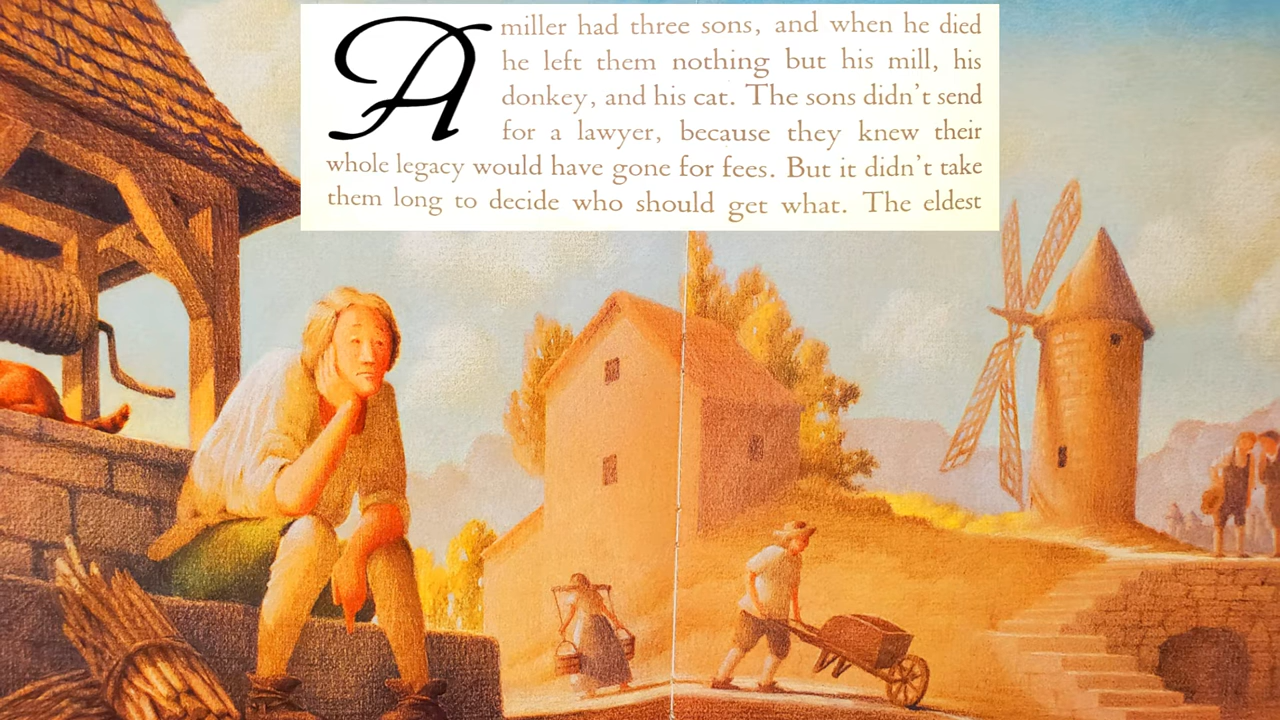 A miller had three sons, and when he died
he left them nothing but his mill, his
donkey, and his cat. The sons didn't send
for a lawyer, because they knew their
whole legacy would have gone for fees. But it didn't take
them long to decide who should get what. The eldest